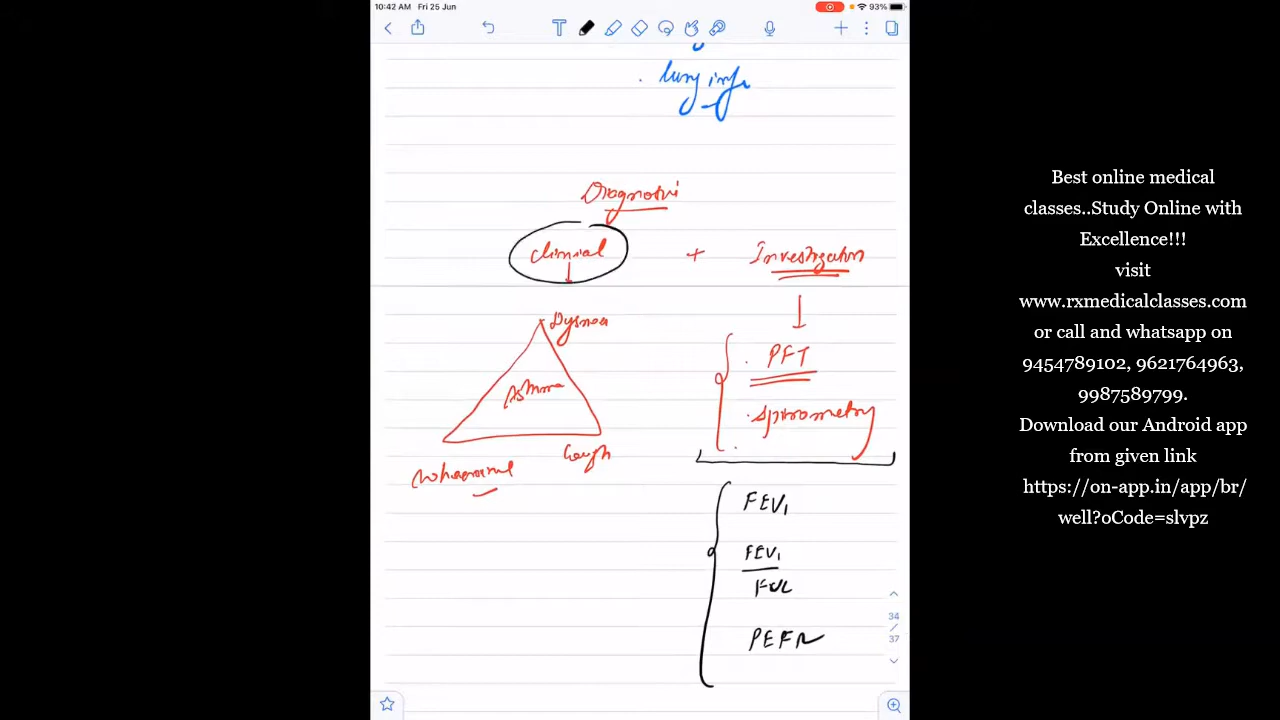 10:42 AM Fri 25 Jun
93%
T
lung inf
Diagnosis
Clinical + Investigation
Dysnea
PFT
Asthma
Spirometry
Cough
FEV1
FEV1
FVC
PEFR
34
/
37
Best online medical
classes..Study Online with
Excellence!!!
visit
www.rxmedicalclasses.com
or call and whatsapp on
9454789102, 9621764963,
9987589799.
Download our Android app
from given link
https://on-app.in/app/br/
well?oCode=slvpz